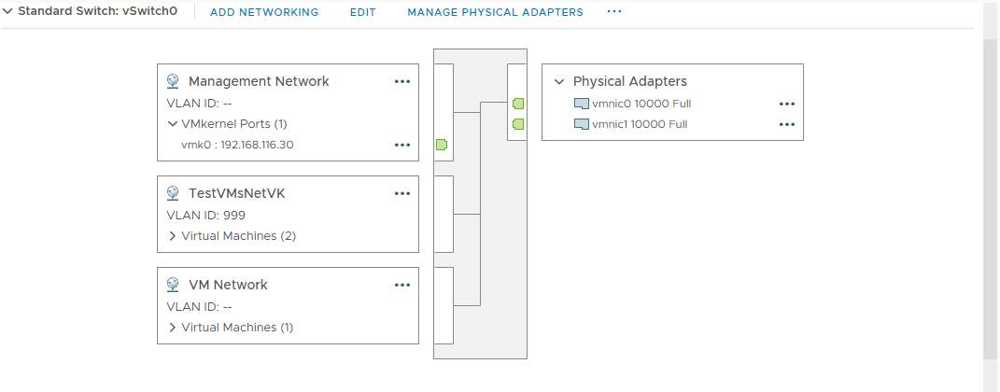 Standard Switch: vSwitch0 ADD NETWORKING EDIT MANAGE PHYSICAL ADAPTERS ...
Management Network ...
VLAN ID: --
VMkernel Ports (1)
vmk0 : 192.168.116.30 ...
TestVMsNetVK ...
VLAN ID: 999
Virtual Machines (2)
VM Network ...
VLAN ID: --
Virtual Machines (1)
Physical Adapters
vmnic0 10000 Full ...
vmnic1 10000 Full ...